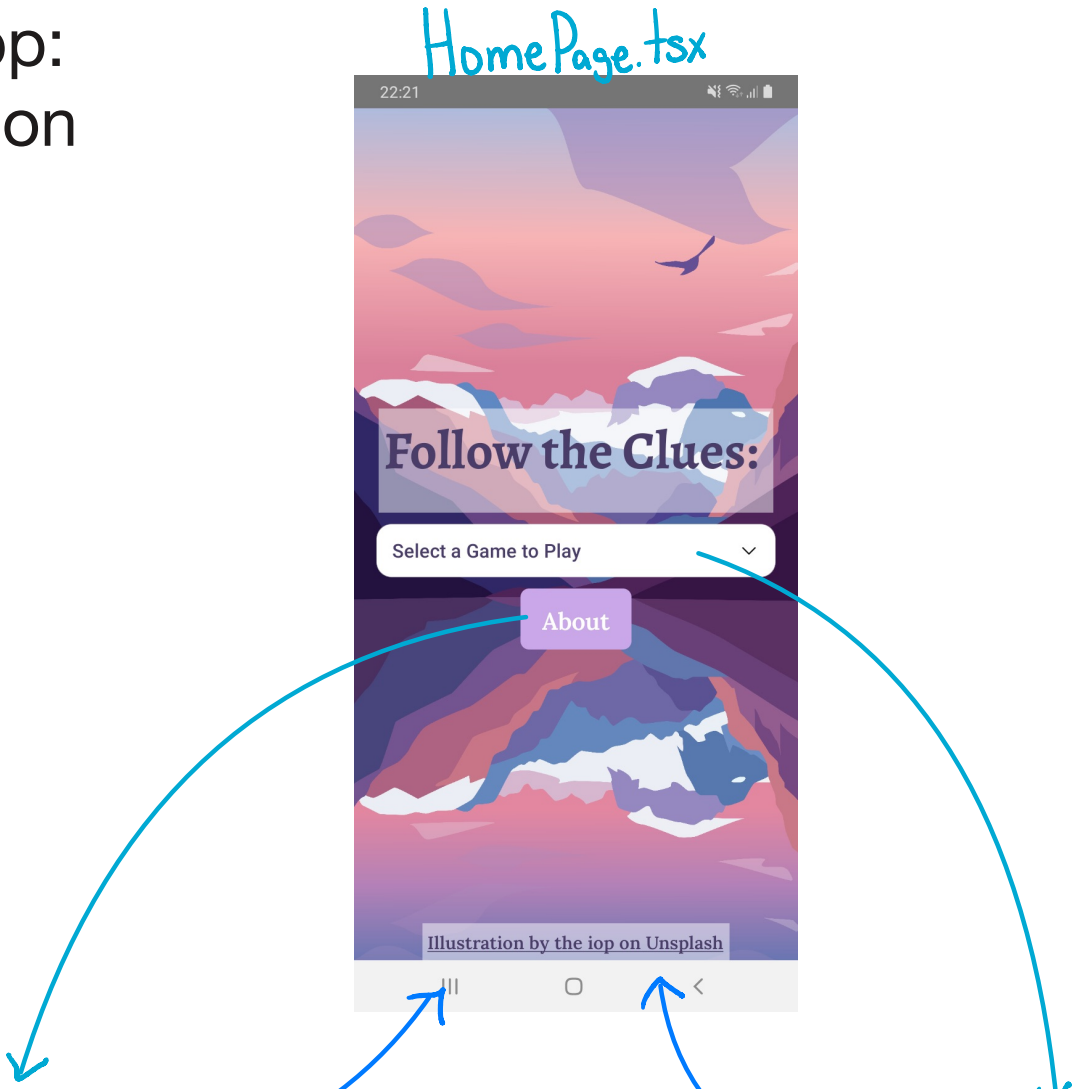 op:
on
HomePage.tsx
22:21
Follow the Clues:
Select a Game to Play
About
Illustration by the iop on Unsplash